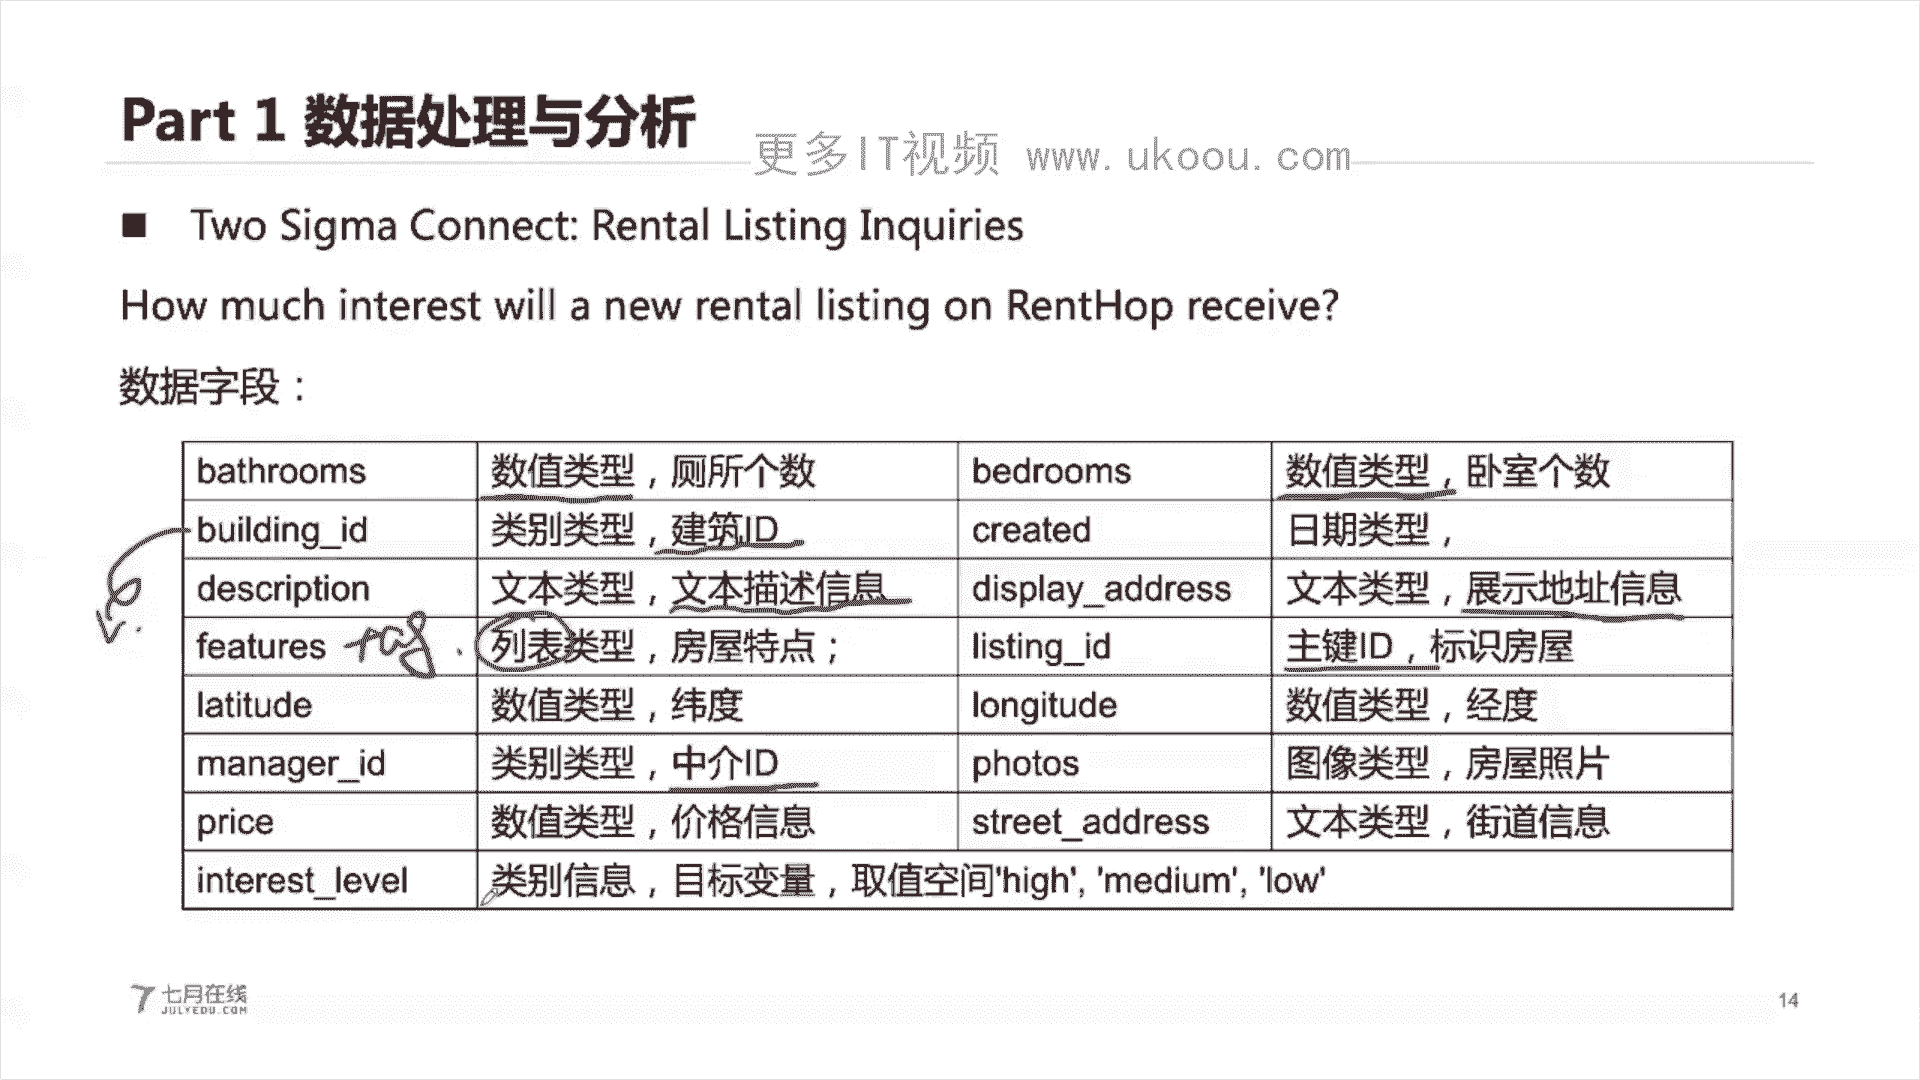 Part 1 数据处理与分析
更多IT视频 www.ukoou.com
■ Two Sigma Connect: Rental Listing Inquiries
How much interest will a new rental listing on RentHop receive?
数据字段：
bathrooms 数值类型，厕所个数 bedrooms 数值类型，卧室个数
building_id 类别类型，建筑ID created 日期类型，
description 文本类型，文本描述信息 display_address 文本类型，展示地址信息
features tag. 列表类型，房屋特点； listing_id 主键ID，标识房屋
latitude 数值类型，纬度 longitude 数值类型，经度
manager_id 类别类型，中介ID photos 图像类型，房屋照片
price 数值类型，价格信息 street_address 文本类型，街道信息
interest_level 类别信息，目标变量，取值空间'high', 'medium', 'low'
七月在线
JULYEDU.COM
14